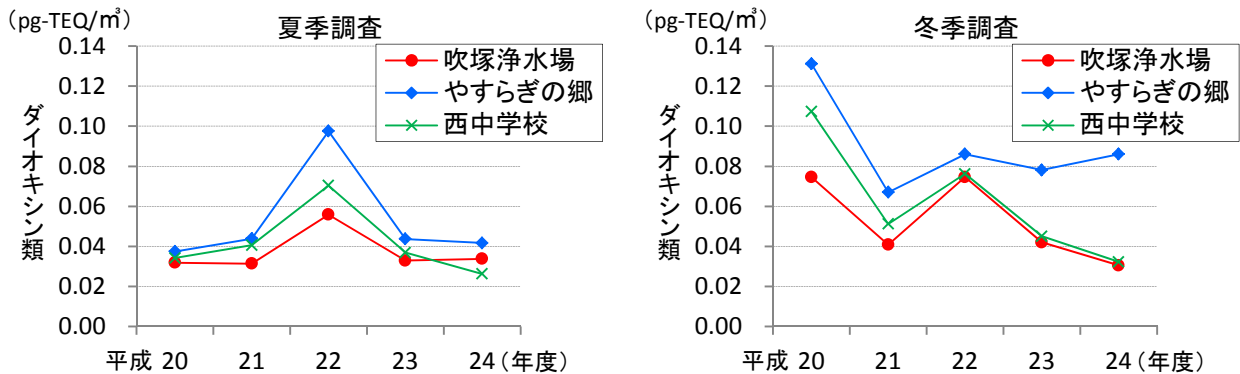 (pg-TEQ/㎥)
夏季調査
ダイオキシン類
0.14
0.12
0.10
0.08
0.06
0.04
0.02
0.00
吹塚浄水場
やすらぎの郷
西中学校
平成 20 21 22 23 24 (年度)
(pg-TEQ/㎥)
冬季調査
ダイオキシン類
0.14
0.12
0.10
0.08
0.06
0.04
0.02
0.00
吹塚浄水場
やすらぎの郷
西中学校
平成 20 21 22 23 24 (年度)